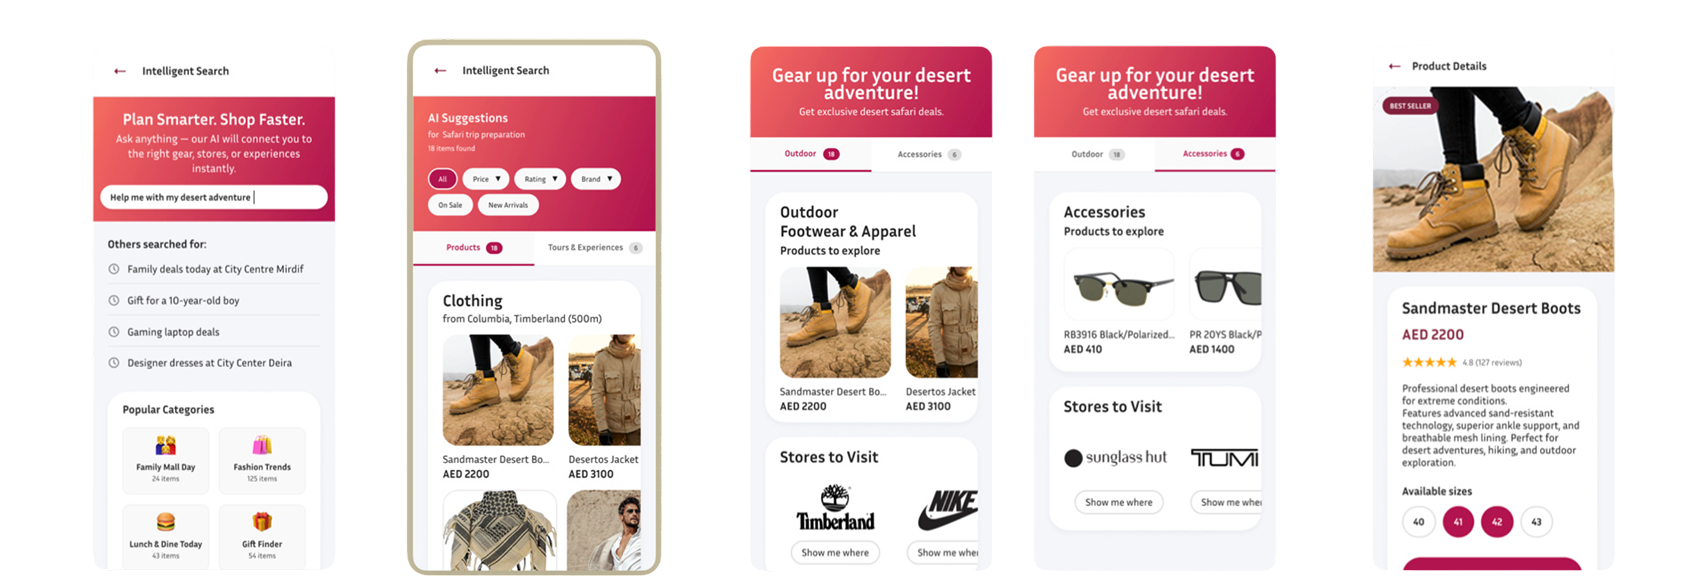 ← Intelligent Search
Plan Smarter. Shop Faster.
Ask anything — our AI will connect you to
the right gear, stores, or experiences
instantly.
Help me with my desert adventure
Others searched for:
Family deals today at City Centre Mirdif
Gift for a 10-year-old boy
Gaming laptop deals
Designer dresses at City Center Deira
Popular Categories
Family Mall Day
24 items
Fashion Trends
125 items
Lunch & Dine Today
43 items
Gift Finder
54 items
← Intelligent Search
AI Suggestions
for Safari trip preparation
18 items found
All Price ▼ Rating ▼ Brand ▼
On Sale New Arrivals
Products 18 Tours & Experiences 6
Clothing
from Columbia, Timberland (500m)
Sandmaster Desert Bo...
AED 2200
Desertos Jacket
AED 3100
Gear up for your desert
adventure!
Get exclusive desert safari deals.
Outdoor 18 Accessories 6
Outdoor
Footwear & Apparel
Products to explore
Sandmaster Desert Bo...
AED 2200
Desertos Jacket
AED 3100
Stores to Visit
Timberland
NIKE
Show me where
Show me wher
Gear up for your desert
adventure!
Get exclusive desert safari deals.
Outdoor 18 Accessories 6
Accessories
Products to explore
RB3916 Black/Polarized...
AED 410
PR 20YS Black/P
AED 1400
Stores to Visit
sunglass hut
TUMI
Show me where
Show me wher
← Product Details
BEST SELLER
Sandmaster Desert Boots
AED 2200
★★★★★ 4.8 (127 reviews)
Professional desert boots engineered
for extreme conditions.
Features advanced sand-resistant
technology, superior ankle support, and
breathable mesh lining. Perfect for
desert adventures, hiking, and outdoor
exploration.
Available sizes
40 41 42 43